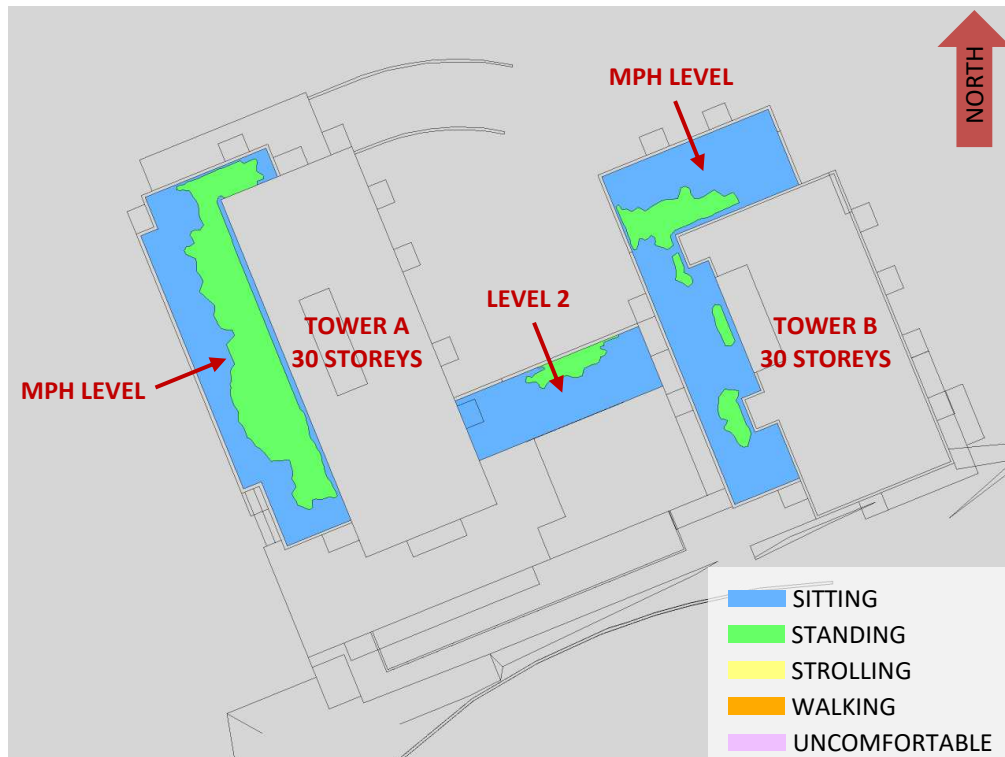 NORTH
MPH LEVEL
LEVEL 2
TOWER A
30 STOREYS
TOWER B
30 STOREYS
MPH LEVEL
SITTING
STANDING
STROLLING
WALKING
UNCOMFORTABLE